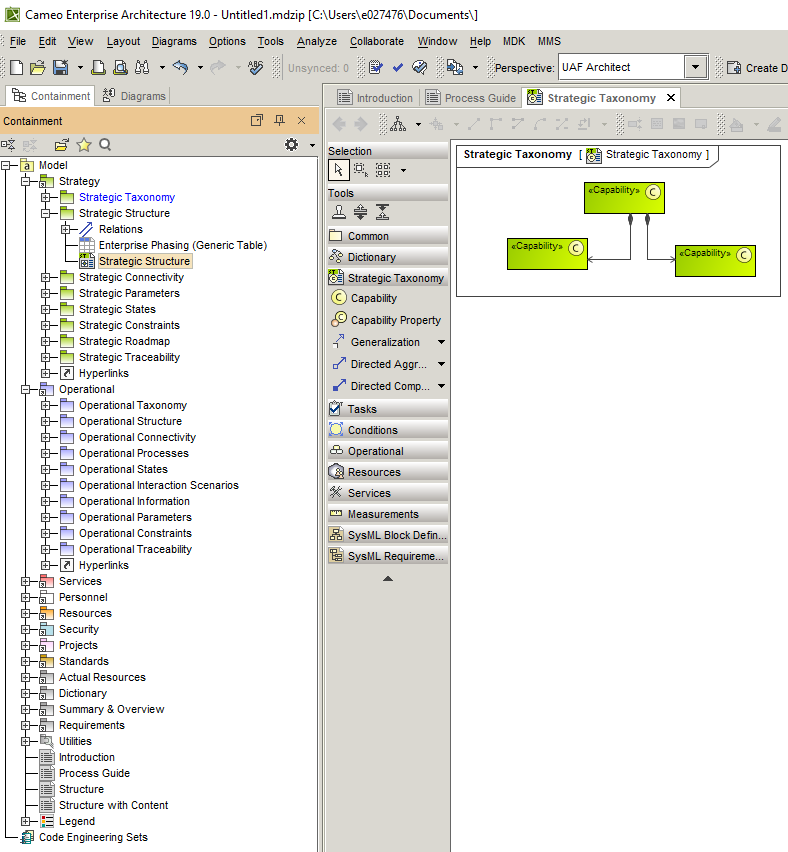 Cameo Enterprise Architecture 19.0 - Untitled1.mdzip [C:\Users\e027476\Documents\]
File Edit View Layout Diagrams Options Tools Analyze Collaborate Window Help MDK MMS
Unsynced: 0 Perspective: UAF Architect Create D
Containment Diagrams
Containment
Model
Strategy
Strategic Taxonomy
Strategic Structure
Relations
Enterprise Phasing (Generic Table)
Strategic Structure
Strategic Connectivity
Strategic Parameters
Strategic States
Strategic Constraints
Strategic Roadmap
Strategic Traceability
Hyperlinks
Operational
Operational Taxonomy
Operational Structure
Operational Connectivity
Operational Processes
Operational States
Operational Interaction Scenarios
Operational Information
Operational Parameters
Operational Constraints
Operational Traceability
Hyperlinks
Services
Personnel
Resources
Security
Projects
Standards
Actual Resources
Dictionary
Summary & Overview
Requirements
Utilities
Introduction
Process Guide
Structure
Structure with Content
Legend
Code Engineering Sets
Introduction Process Guide Strategic Taxonomy
Selection
Tools
Common
Dictionary
Strategic Taxonomy
Capability
Capability Property
Generalization
Directed Aggr...
Directed Comp...
Tasks
Conditions
Operational
Resources
Services
Measurements
SysML Block Defin...
SysML Requireme...
Strategic Taxonomy [ Strategic Taxonomy ]
«Capability» C
«Capability» C
«Capability» C